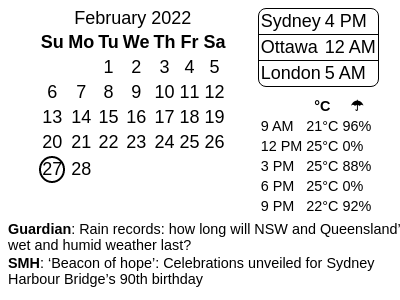 February 2022
Su Mo Tu We Th Fr Sa
1 2 3 4 5
6 7 8 9 10 11 12
13 14 15 16 17 18 19
20 21 22 23 24 25 26
27 28
Sydney 4 PM
Ottawa 12 AM
London 5 AM
°C ☂
9 AM 21°C 96%
12 PM 25°C 0%
3 PM 25°C 88%
6 PM 25°C 0%
9 PM 22°C 92%
Guardian: Rain records: how long will NSW and Queensland’
wet and humid weather last?
SMH: ‘Beacon of hope’: Celebrations unveiled for Sydney
Harbour Bridge’s 90th birthday